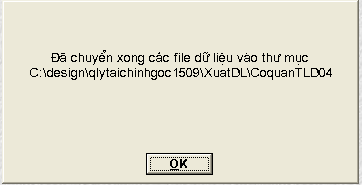 Đã chuyển xong các file dữ liệu vào thư mục
C:\design\qlytaichinhgoc1509\XuatDL\CoquanTLD04
OK